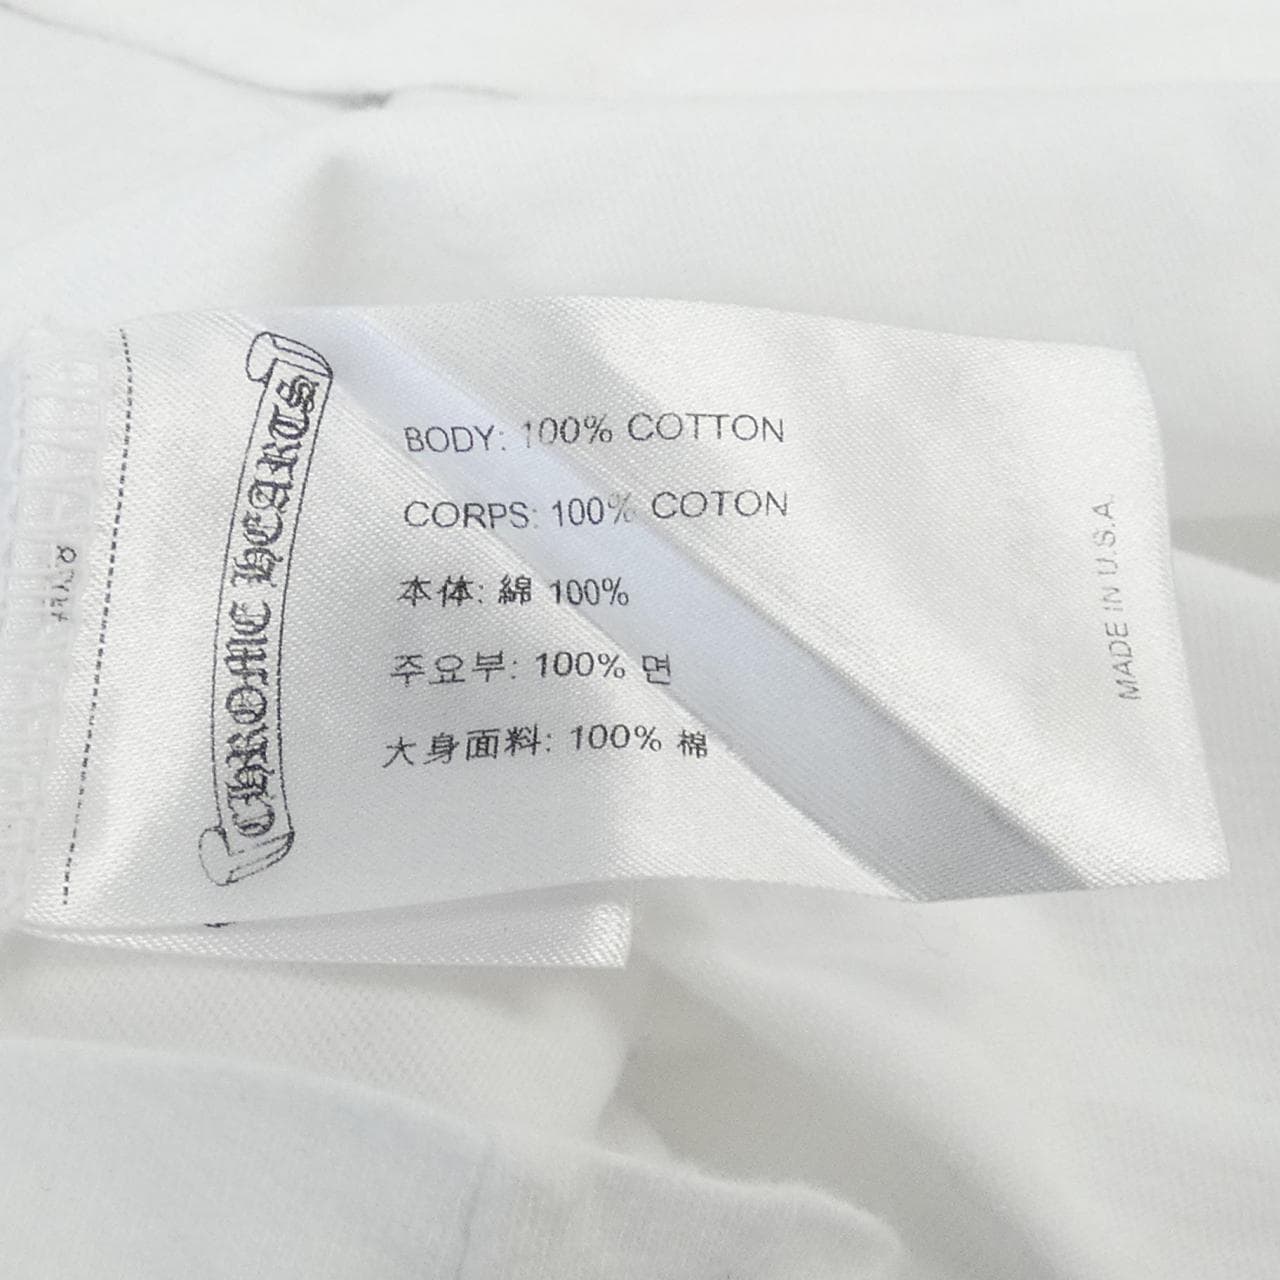 CHROME HEARTS
BODY: 100% COTTON
CORPS: 100% COTON
本体: 綿 100%
주요부: 100% 면
大身面料: 100% 棉
MADE IN U.S.A.